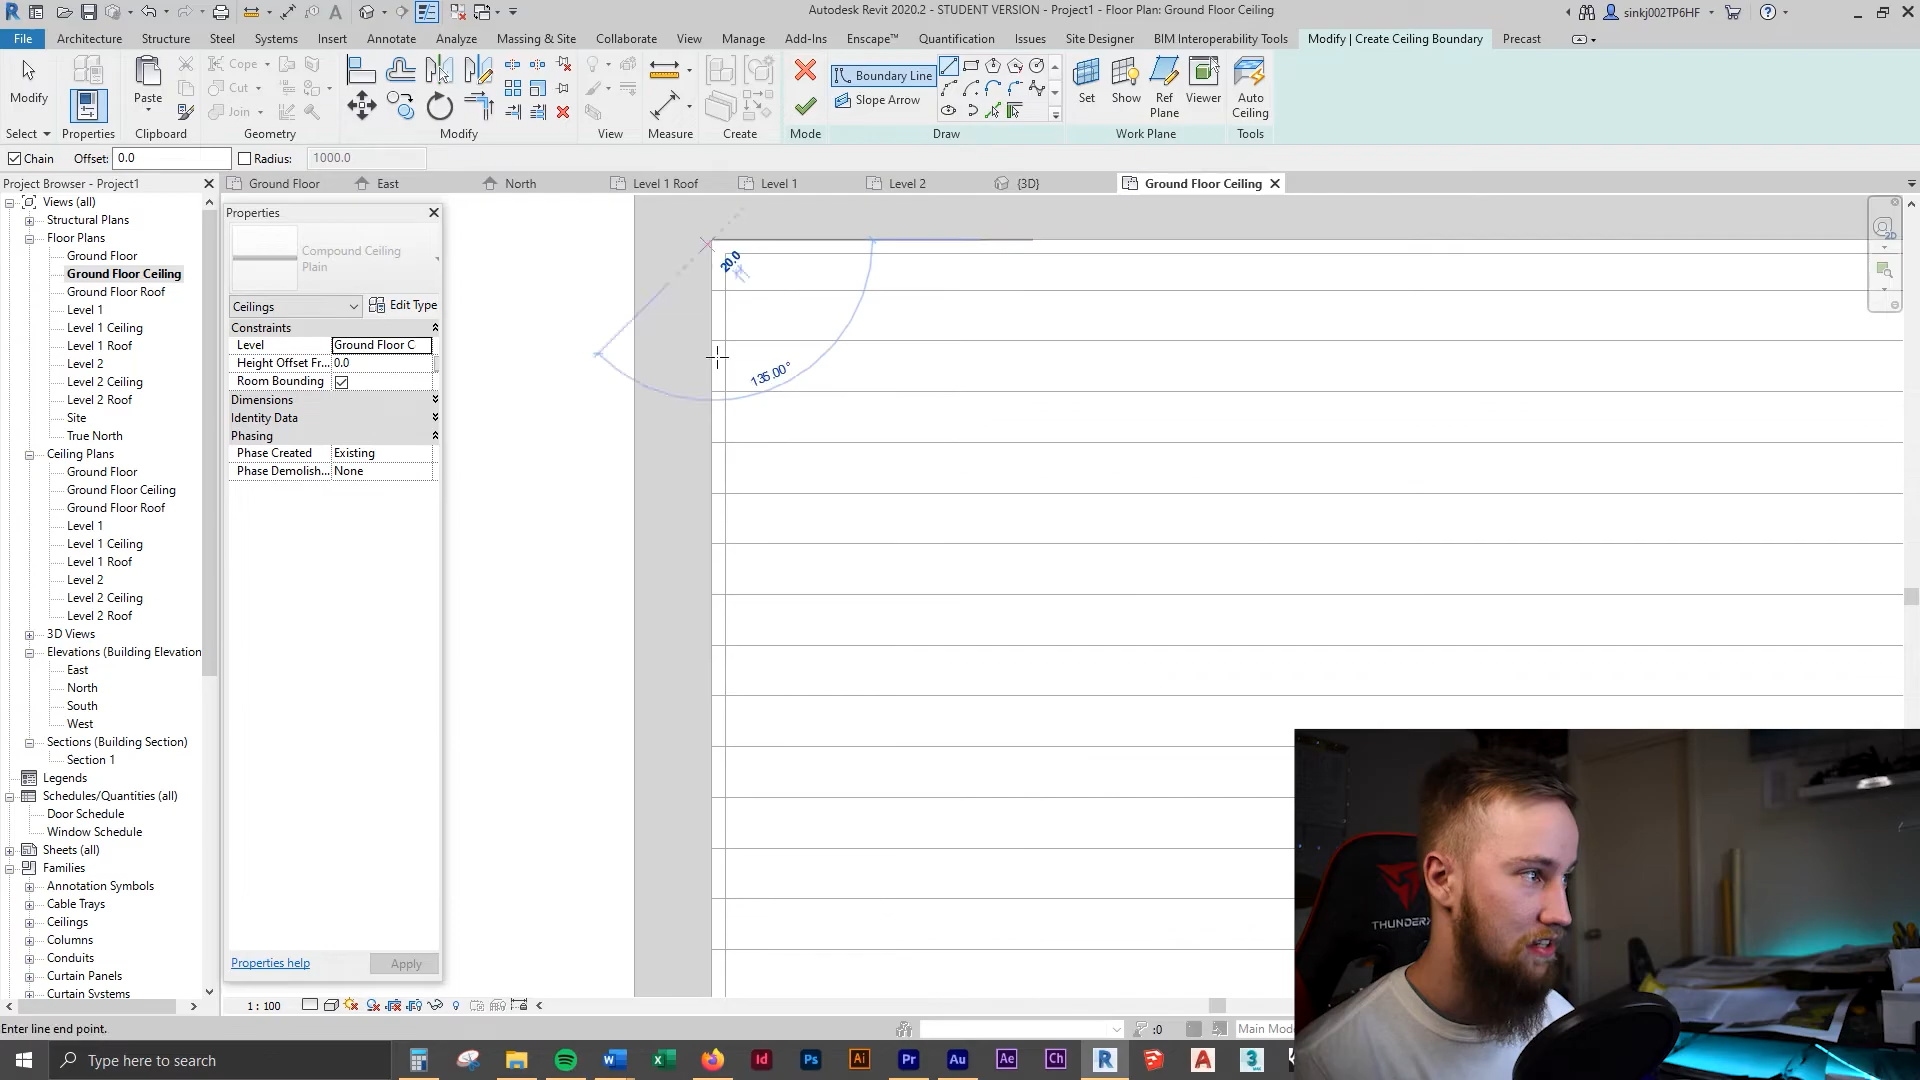 Autodesk Revit 2020.2 - STUDENT VERSION - Project1 - Floor Plan: Ground Floor Ceiling
sinkj002TP6HF
File Architecture Structure Steel Systems Insert Annotate Analyze Massing & Site Collaborate View Manage Add-Ins Enscape™ Quantification Issues Site Designer BIM Interoperability Tools Modify | Create Ceiling Boundary Precast
Modify Paste Cope Cut Join Boundary Line Slope Arrow Set Show Ref Plane Viewer Auto Ceiling
Select Properties Clipboard Geometry Modify View Measure Create Mode Draw Work Plane Tools
Chain Offset: 0.0 Radius: 1000.0
Project Browser - Project1
Ground Floor East North Level 1 Roof Level 1 Level 2 {3D} Ground Floor Ceiling
Views (all)
Structural Plans
Floor Plans
Ground Floor
Ground Floor Ceiling
Ground Floor Roof
Level 1
Level 1 Ceiling
Level 1 Roof
Level 2
Level 2 Ceiling
Level 2 Roof
Site
True North
Ceiling Plans
Ground Floor
Ground Floor Ceiling
Ground Floor Roof
Level 1
Level 1 Ceiling
Level 1 Roof
Level 2
Level 2 Ceiling
Level 2 Roof
3D Views
Elevations (Building Elevation
East
North
South
West
Sections (Building Section)
Section 1
Legends
Schedules/Quantities (all)
Door Schedule
Window Schedule
Sheets (all)
Families
Annotation Symbols
Cable Trays
Ceilings
Columns
Conduits
Curtain Panels
Curtain Systems
Properties
Compound Ceiling
Plain
Ceilings Edit Type
Constraints
Level Ground Floor C
Height Offset Fr... 0.0
Room Bounding
Dimensions
Identity Data
Phasing
Phase Created Existing
Phase Demolish... None
Properties help Apply
20.0
135.00°
2D
THUNDERX
1 : 100
Enter line end point.
:0 Main Mod
Type here to search
Id Ps Ai Pr Au Ae Ch R A 3